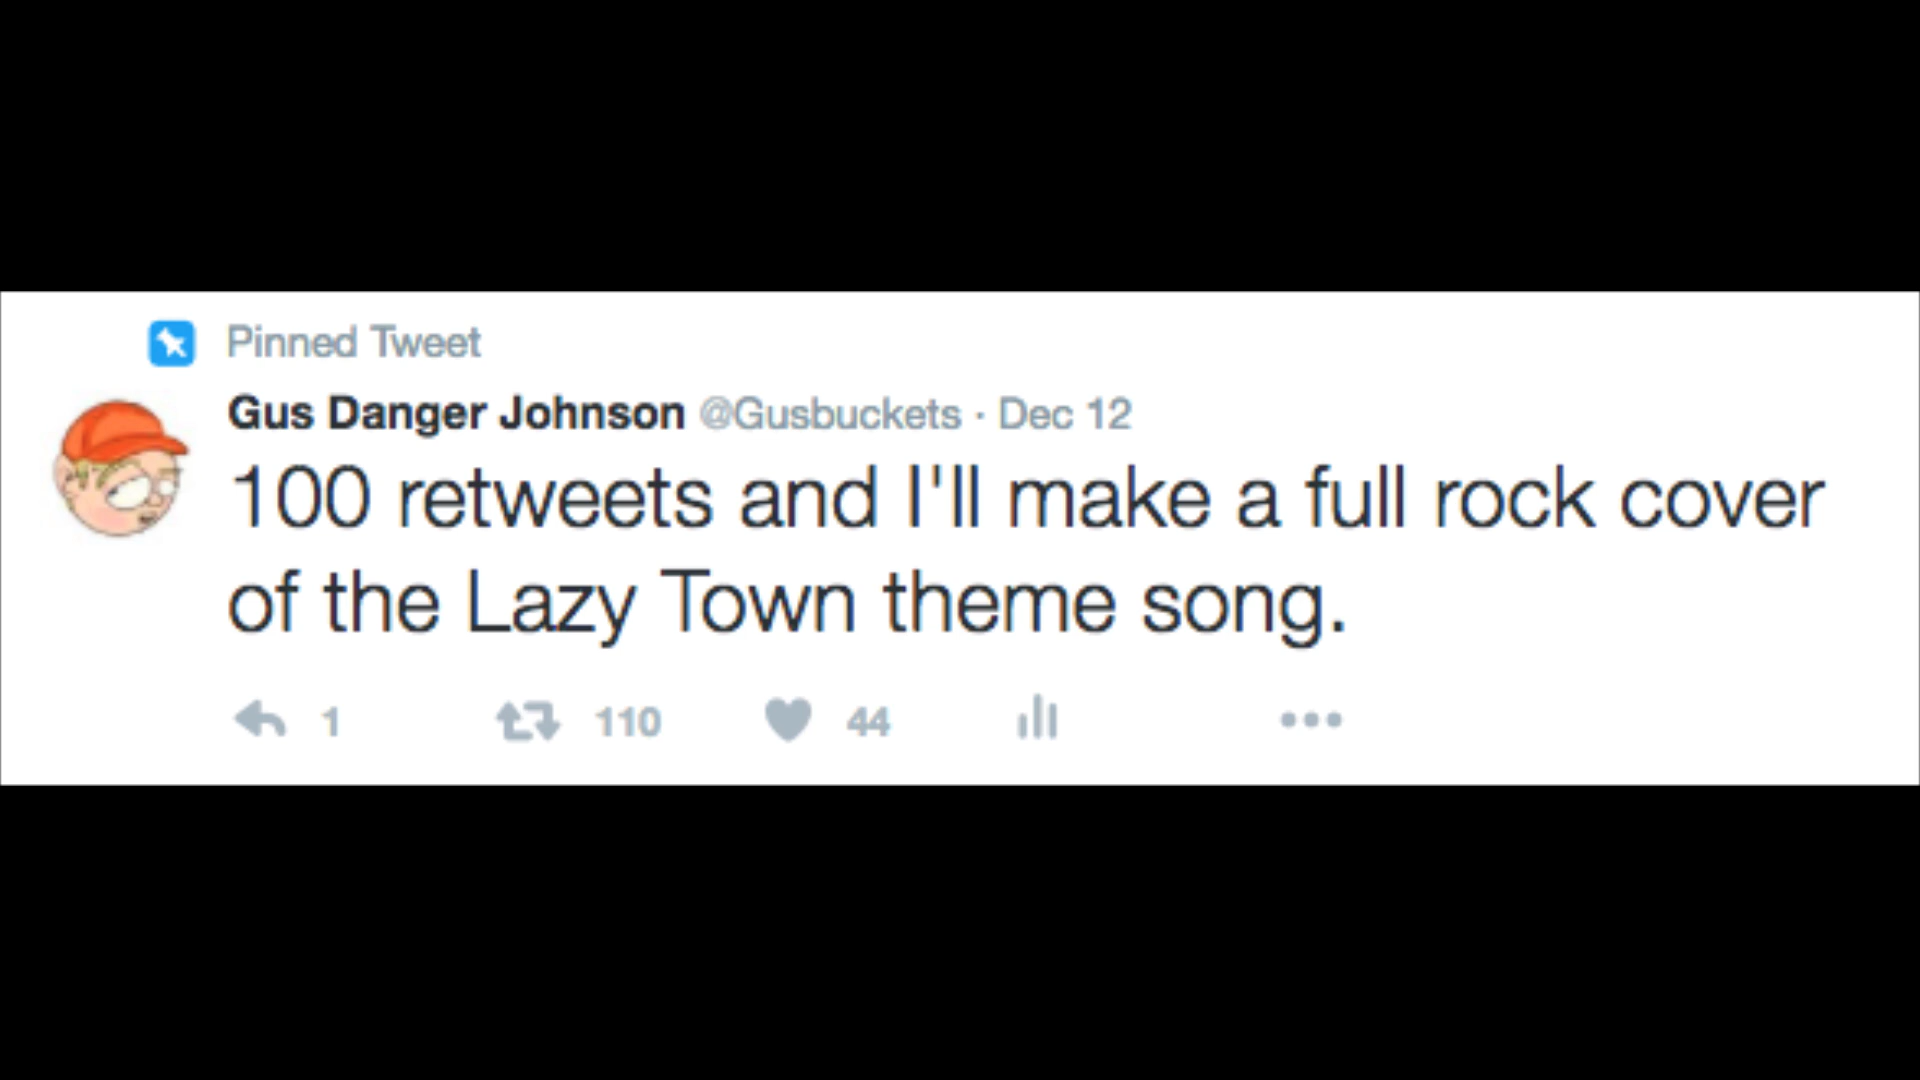 Pinned Tweet
Gus Danger Johnson @Gusbuckets · Dec 12
100 retweets and I'll make a full rock cover
of the Lazy Town theme song.
1 110 44